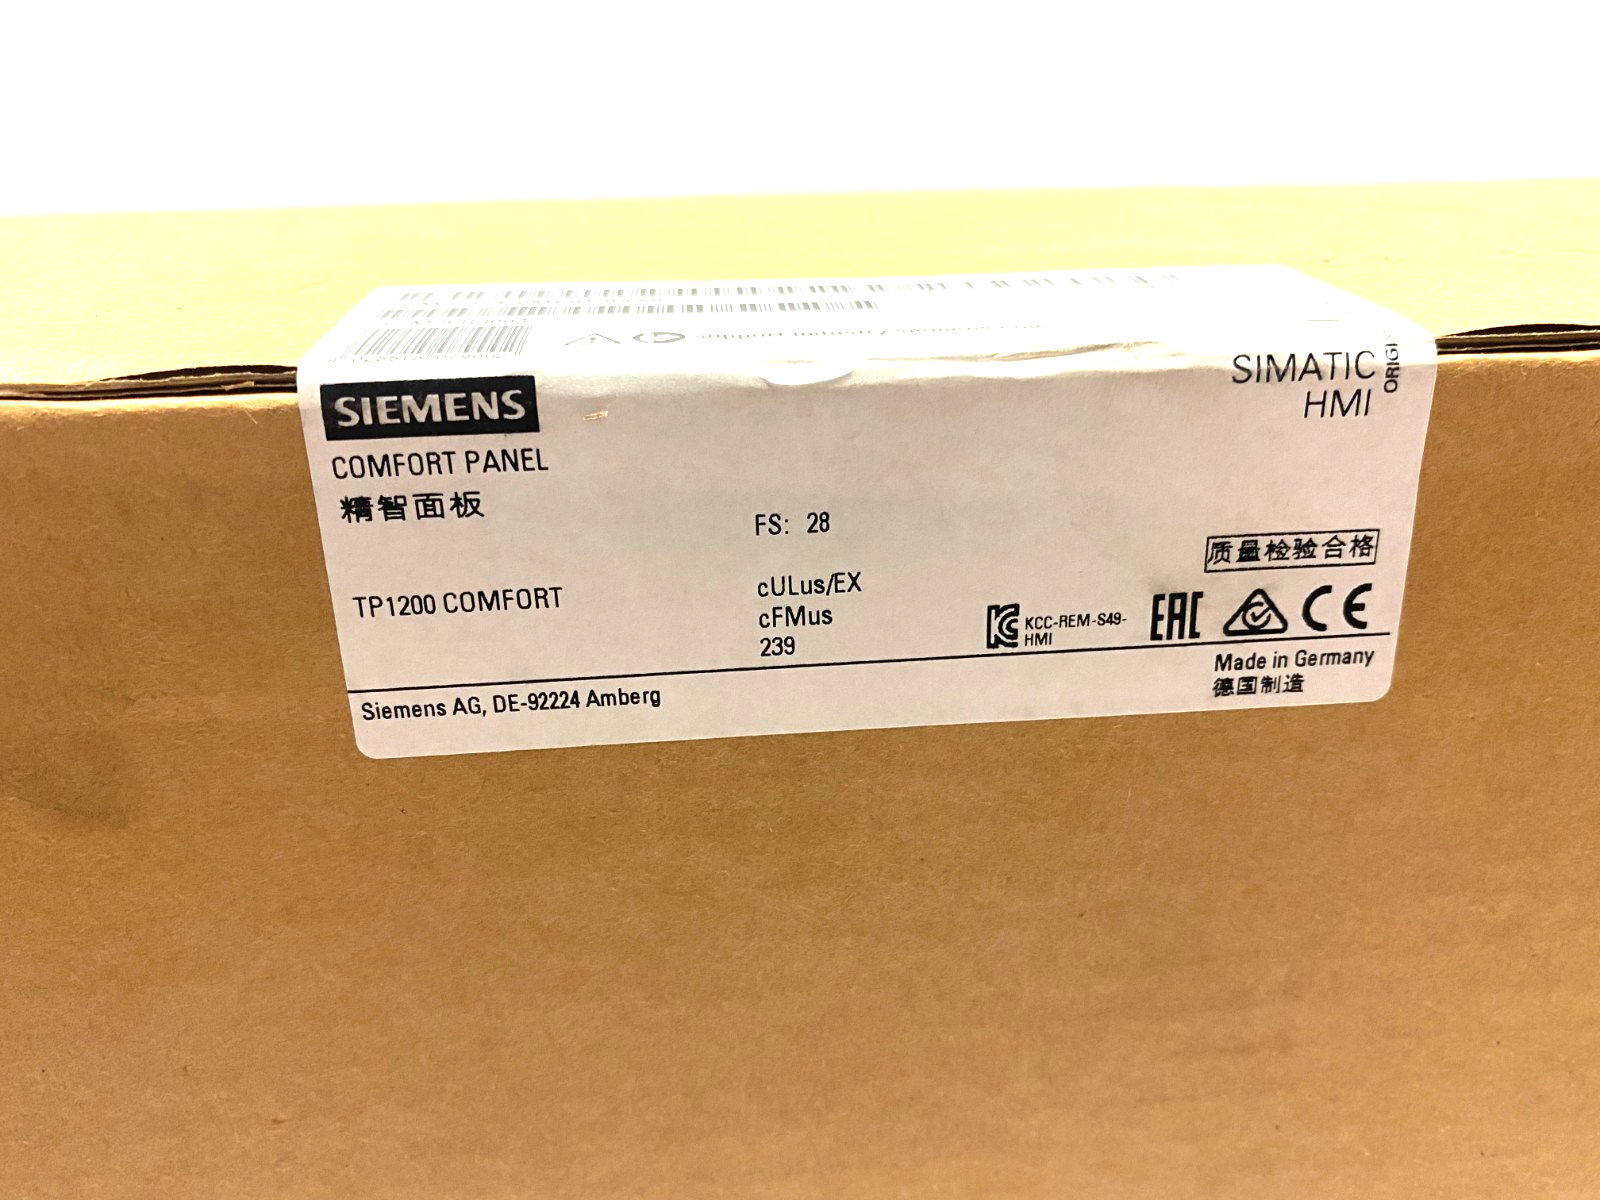 SIEMENS
SIMATIC
HMI
ORIGI
COMFORT PANEL
精智面板
FS: 28
质量检验合格
TP1200 COMFORT
cULus/EX
cFMus
239
KCC-REM-S49-
HMI
EAC
CE
Siemens AG, DE-92224 Amberg
Made in Germany
德国制造